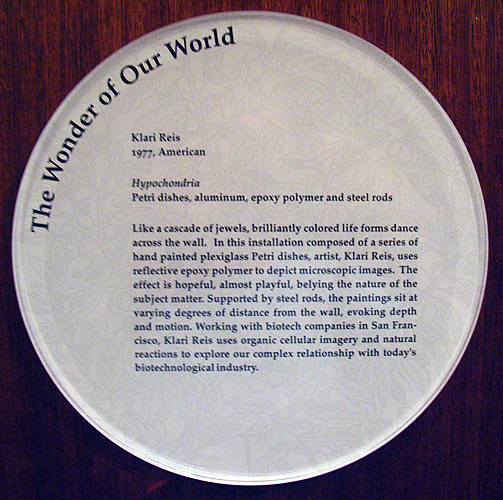 The Wonder of Our World
Klari Reis
1977, American
Hypochondria
Petri dishes, aluminum, epoxy polymer and steel rods
Like a cascade of jewels, brilliantly colored life forms dance
across the wall. In this installation composed of a series of
hand painted plexiglass Petri dishes, artist, Klari Reis, uses
reflective epoxy polymer to depict microscopic images. The
effect is hopeful, almost playful, belying the nature of the
subject matter. Supported by steel rods, the paintings sit at
varying degrees of distance from the wall, evoking depth
and motion. Working with biotech companies in San Fran-
cisco, Klari Reis uses organic cellular imagery and natural
reactions to explore our complex relationship with today's
biotechnological industry.